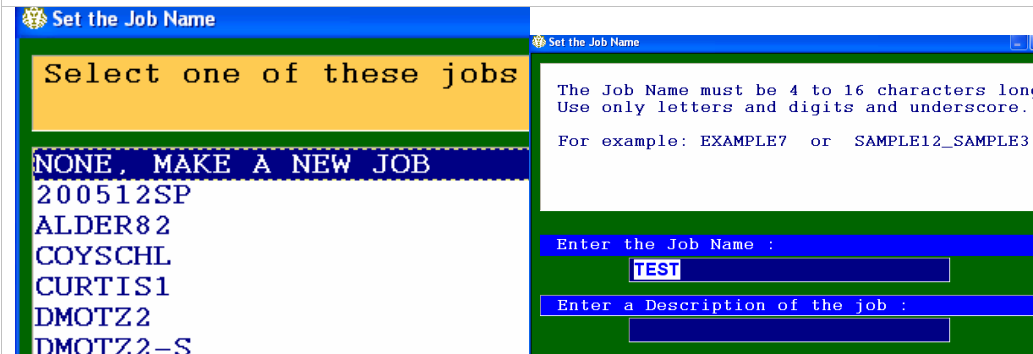 Set the Job Name
Select one of these jobs
NONE, MAKE A NEW JOB
200512SP
ALDER82
COYSCHL
CURTIS1
DMOTZ2
DMOTZ2-S
Set the Job Name
The Job Name must be 4 to 16 characters long
Use only letters and digits and underscore.
For example: EXAMPLE7 or SAMPLE12_SAMPLE3
Enter the Job Name :
TEST
Enter a Description of the job :